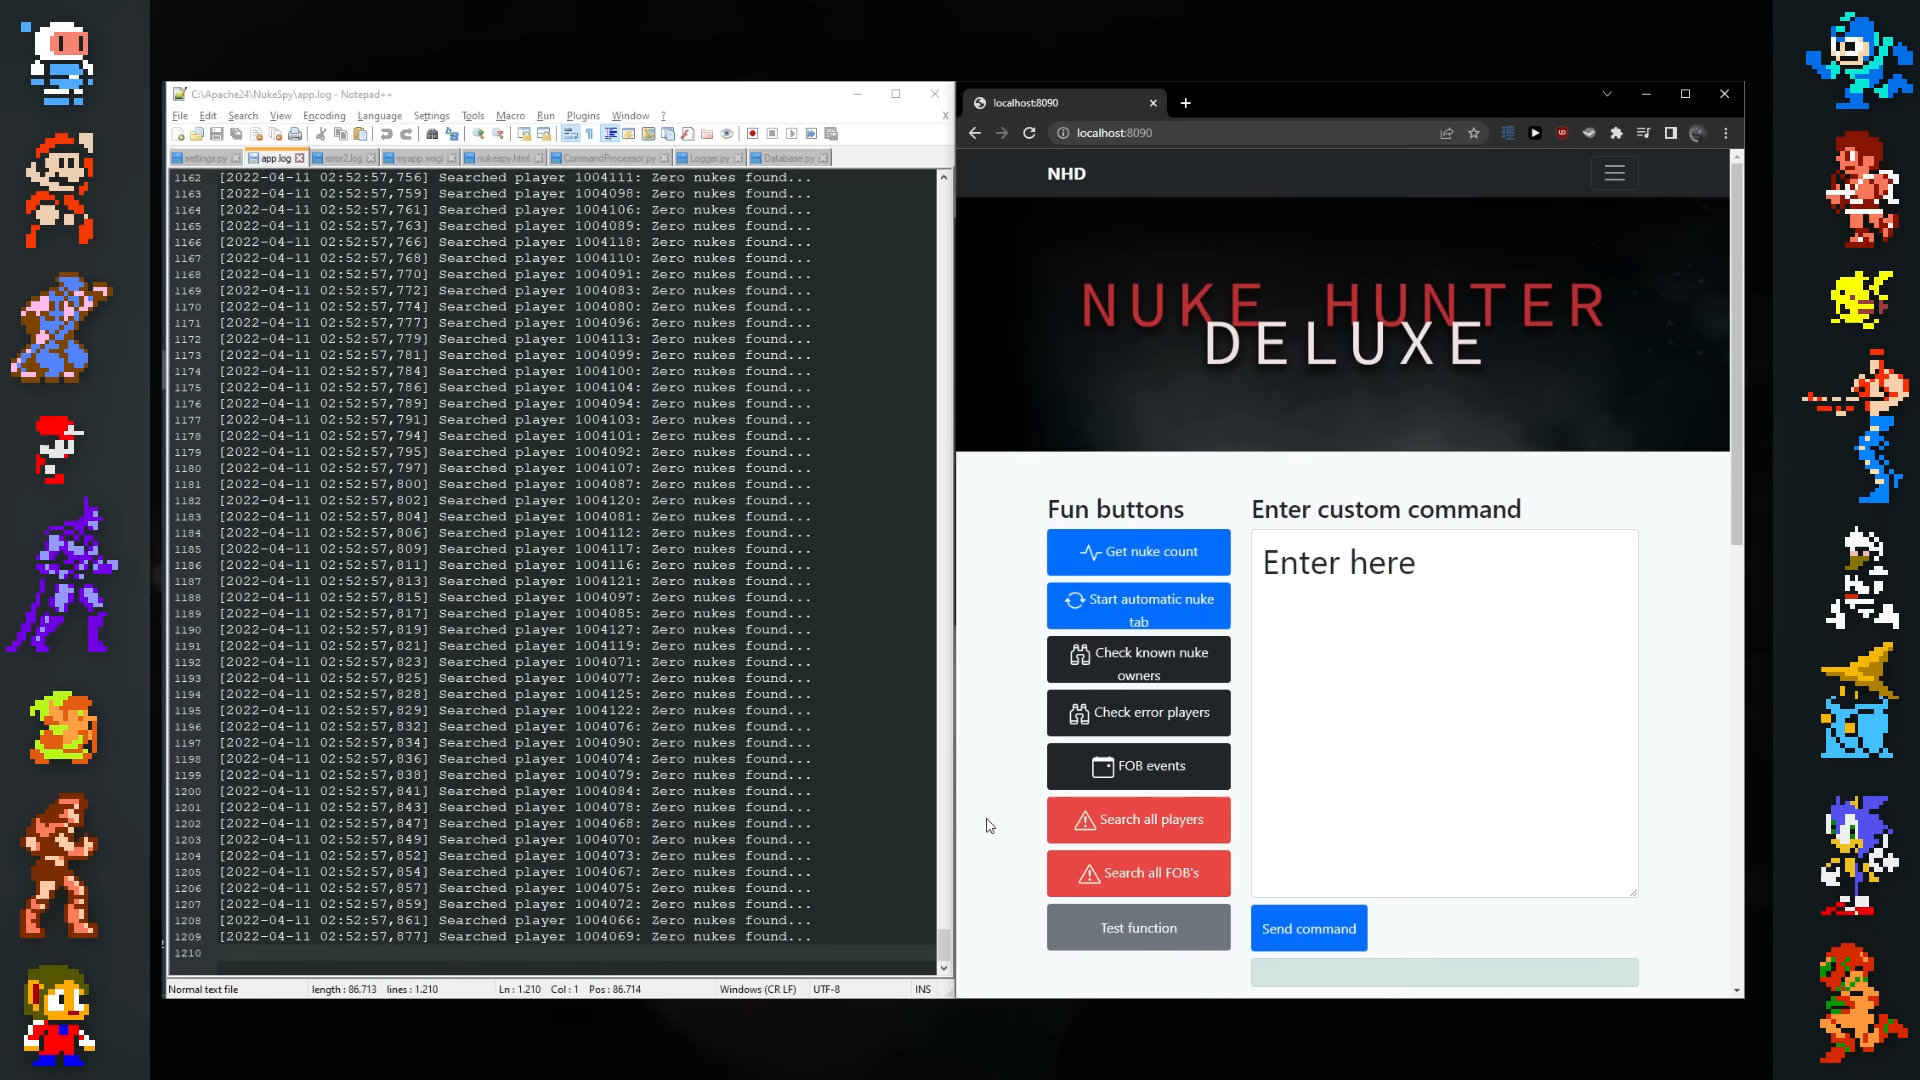 C:\Apache24\NukeSpy\app.log - Notepad++
File Edit Search View Encoding Language Settings Tools Macro Run Plugins Window ? X
settings.py app.log error2.log myapp.wsgi nukespy.html CommandProcessor.py Logger.py Database.py
1162 [2022-04-11 02:52:57,756] Searched player 1004111: Zero nukes found...
1163 [2022-04-11 02:52:57,759] Searched player 1004098: Zero nukes found...
1164 [2022-04-11 02:52:57,761] Searched player 1004106: Zero nukes found...
1165 [2022-04-11 02:52:57,763] Searched player 1004089: Zero nukes found...
1166 [2022-04-11 02:52:57,766] Searched player 1004118: Zero nukes found...
1167 [2022-04-11 02:52:57,768] Searched player 1004110: Zero nukes found...
1168 [2022-04-11 02:52:57,770] Searched player 1004091: Zero nukes found...
1169 [2022-04-11 02:52:57,772] Searched player 1004083: Zero nukes found...
1170 [2022-04-11 02:52:57,774] Searched player 1004080: Zero nukes found...
1171 [2022-04-11 02:52:57,777] Searched player 1004096: Zero nukes found...
1172 [2022-04-11 02:52:57,779] Searched player 1004113: Zero nukes found...
1173 [2022-04-11 02:52:57,781] Searched player 1004099: Zero nukes found...
1174 [2022-04-11 02:52:57,784] Searched player 1004100: Zero nukes found...
1175 [2022-04-11 02:52:57,786] Searched player 1004104: Zero nukes found...
1176 [2022-04-11 02:52:57,789] Searched player 1004094: Zero nukes found...
1177 [2022-04-11 02:52:57,791] Searched player 1004103: Zero nukes found...
1178 [2022-04-11 02:52:57,794] Searched player 1004101: Zero nukes found...
1179 [2022-04-11 02:52:57,795] Searched player 1004092: Zero nukes found...
1180 [2022-04-11 02:52:57,797] Searched player 1004107: Zero nukes found...
1181 [2022-04-11 02:52:57,800] Searched player 1004087: Zero nukes found...
1182 [2022-04-11 02:52:57,802] Searched player 1004120: Zero nukes found...
1183 [2022-04-11 02:52:57,804] Searched player 1004081: Zero nukes found...
1184 [2022-04-11 02:52:57,806] Searched player 1004112: Zero nukes found...
1185 [2022-04-11 02:52:57,809] Searched player 1004117: Zero nukes found...
1186 [2022-04-11 02:52:57,811] Searched player 1004116: Zero nukes found...
1187 [2022-04-11 02:52:57,813] Searched player 1004121: Zero nukes found...
1188 [2022-04-11 02:52:57,815] Searched player 1004097: Zero nukes found...
1189 [2022-04-11 02:52:57,817] Searched player 1004085: Zero nukes found...
1190 [2022-04-11 02:52:57,819] Searched player 1004127: Zero nukes found...
1191 [2022-04-11 02:52:57,821] Searched player 1004119: Zero nukes found...
1192 [2022-04-11 02:52:57,823] Searched player 1004071: Zero nukes found...
1193 [2022-04-11 02:52:57,825] Searched player 1004077: Zero nukes found...
1194 [2022-04-11 02:52:57,828] Searched player 1004125: Zero nukes found...
1195 [2022-04-11 02:52:57,829] Searched player 1004122: Zero nukes found...
1196 [2022-04-11 02:52:57,832] Searched player 1004076: Zero nukes found...
1197 [2022-04-11 02:52:57,834] Searched player 1004090: Zero nukes found...
1198 [2022-04-11 02:52:57,836] Searched player 1004074: Zero nukes found...
1199 [2022-04-11 02:52:57,838] Searched player 1004079: Zero nukes found...
1200 [2022-04-11 02:52:57,841] Searched player 1004084: Zero nukes found...
1201 [2022-04-11 02:52:57,843] Searched player 1004078: Zero nukes found...
1202 [2022-04-11 02:52:57,847] Searched player 1004068: Zero nukes found...
1203 [2022-04-11 02:52:57,849] Searched player 1004070: Zero nukes found...
1204 [2022-04-11 02:52:57,852] Searched player 1004073: Zero nukes found...
1205 [2022-04-11 02:52:57,854] Searched player 1004067: Zero nukes found...
1206 [2022-04-11 02:52:57,857] Searched player 1004075: Zero nukes found...
1207 [2022-04-11 02:52:57,859] Searched player 1004072: Zero nukes found...
1208 [2022-04-11 02:52:57,861] Searched player 1004066: Zero nukes found...
1209 [2022-04-11 02:52:57,877] Searched player 1004069: Zero nukes found...
1210
Normal text file length : 86.713 lines : 1.210 Ln : 1.210 Col : 1 Pos : 86.714 Windows (CR LF) UTF-8 INS
localhost:8090
localhost:8090
NHD
NUKE HUNTER
DELUXE
Fun buttons
Get nuke count
Start automatic nuke
tab
Check known nuke
owners
Check error players
FOB events
Search all players
Search all FOB's
Test function
Enter custom command
Enter here
Send command